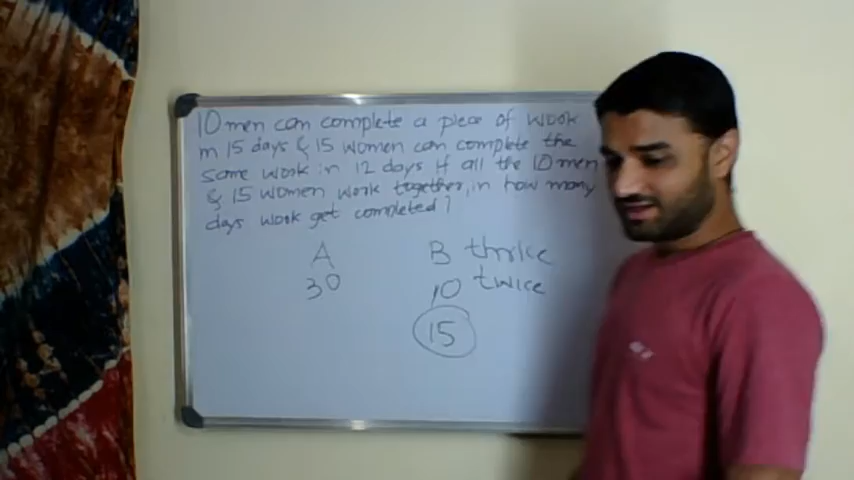 10 men can complete a piece of work
in 15 days & 15 women can complete the
same work in 12 days If all the 10 men
& 15 women work together, in how many
days work get completed?
A B thrice
30 10 twice
15